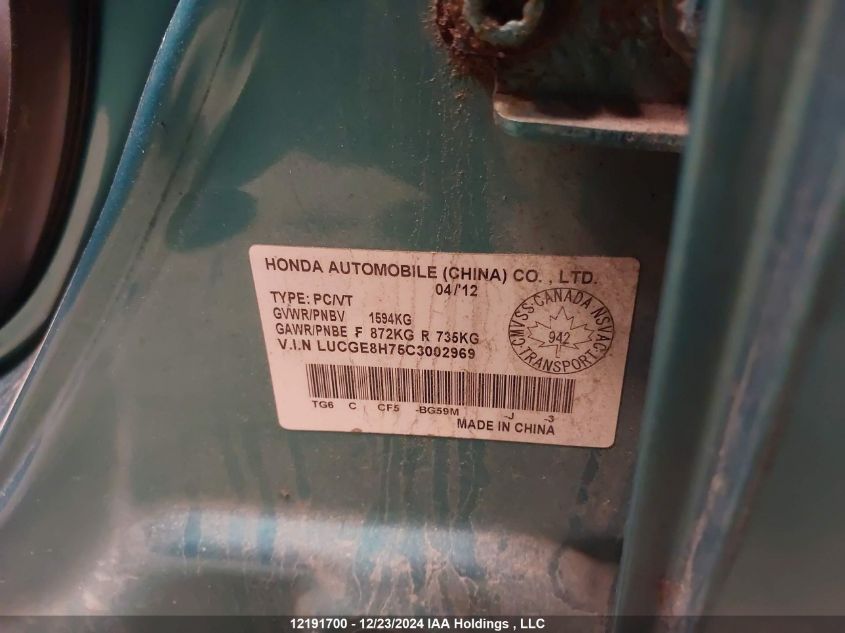 HONDA AUTOMOBILE (CHINA) CO. , LTD.
04/'12
TYPE: PC/VT
GVWR/PNBV 1594KG
GAWR/PNBE F 872KG R 735KG
V.I.N LUCGE8H75C3002969
CMVSS-CANADA-NSVAC
942
TRANSPORT
TG6 C CF5 -BG59M -J -3
MADE IN CHINA
12191700 - 12/23/2024 IAA Holdings , LLC